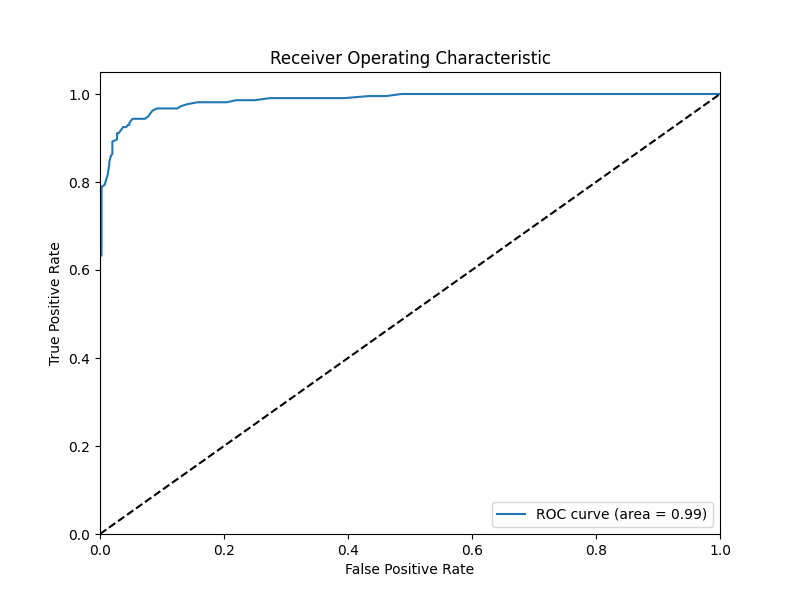 Receiver Operating Characteristic
True Positive Rate
1.0
0.8
0.6
0.4
0.2
0.0
ROC curve (area = 0.99)
0.0 0.2 0.4 0.6 0.8 1.0
False Positive Rate